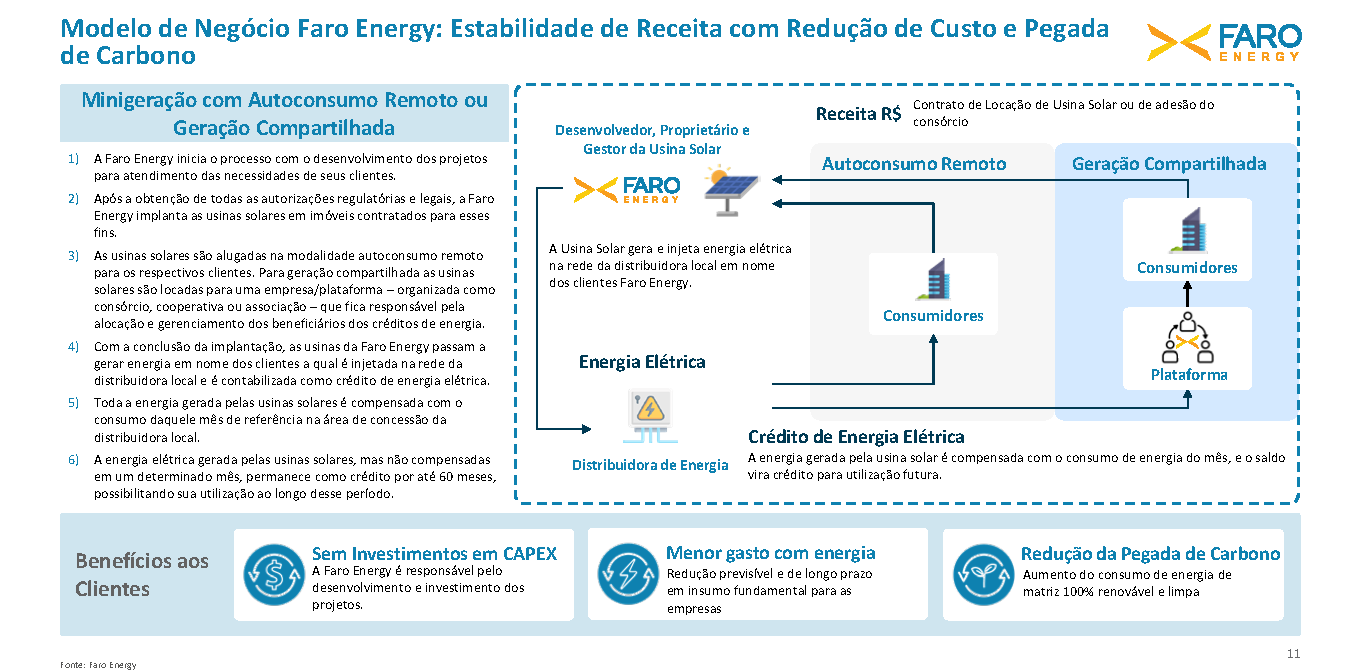 Modelo de Negócio Faro Energy: Estabilidade de Receita com Redução de Custo e Pegada
de Carbono
FARO
ENERGY
Minigeração com Autoconsumo Remoto ou
Geração Compartilhada
1) A Faro Energy inicia o processo com o desenvolvimento dos projetos
para atendimento das necessidades de seus clientes.
2) Após a obtenção de todas as autorizações regulatórias e legais, a Faro
Energy implanta as usinas solares em imóveis contratados para esses
fins.
3) As usinas solares são alugadas na modalidade autoconsumo remoto
para os respectivos clientes. Para geração compartilhada as usinas
solares são locadas para uma empresa/plataforma – organizada como
consórcio, cooperativa ou associação – que fica responsável pela
alocação e gerenciamento dos beneficiários dos créditos de energia.
4) Com a conclusão da implantação, as usinas da Faro Energy passam a
gerar energia em nome dos clientes a qual é injetada na rede da
distribuidora local e é contabilizada como crédito de energia elétrica.
5) Toda a energia gerada pelas usinas solares é compensada com o
consumo daquele mês de referência na área de concessão da
distribuidora local.
6) A energia elétrica gerada pelas usinas solares, mas não compensadas
em um determinado mês, permanece como crédito por até 60 meses,
possibilitando sua utilização ao longo desse período.
Receita R$
Contrato de Locação de Usina Solar ou de adesão do
consórcio
Desenvolvedor, Proprietário e
Gestor da Usina Solar
FARO
ENERGY
A Usina Solar gera e injeta energia elétrica
na rede da distribuidora local em nome
dos clientes Faro Energy.
Autoconsumo Remoto
Consumidores
Geração Compartilhada
Consumidores
Plataforma
Energia Elétrica
Distribuidora de Energia
Crédito de Energia Elétrica
A energia gerada pela usina solar é compensada com o consumo de energia do mês, e o saldo
vira crédito para utilização futura.
Benefícios aos
Clientes
Sem Investimentos em CAPEX
A Faro Energy é responsável pelo
desenvolvimento e investimento dos
projetos.
Menor gasto com energia
Redução previsível e de longo prazo
em insumo fundamental para as
empresas
Redução da Pegada de Carbono
Aumento do consumo de energia de
matriz 100% renovável e limpa
11
Fonte: Faro Energy